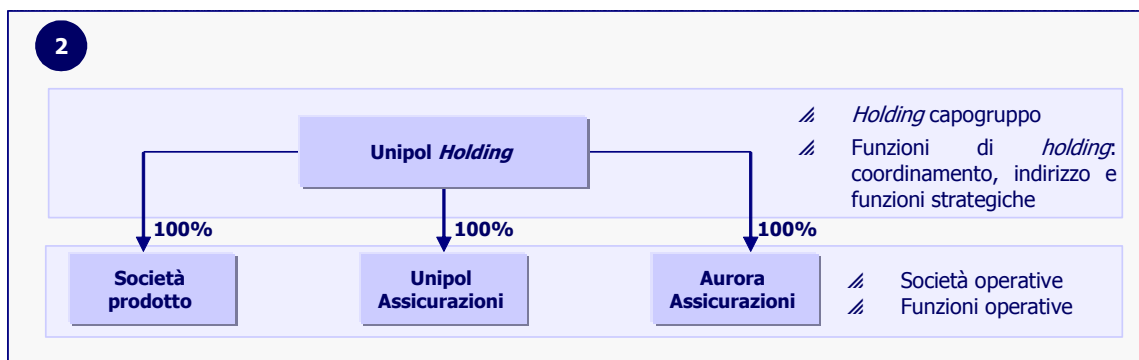 2
Unipol Holding
Holding capogruppo
Funzioni di holding:
coordinamento, indirizzo e
funzioni strategiche
100%
100%
100%
Società
prodotto
Unipol
Assicurazioni
Aurora
Assicurazioni
Società operative
Funzioni operative